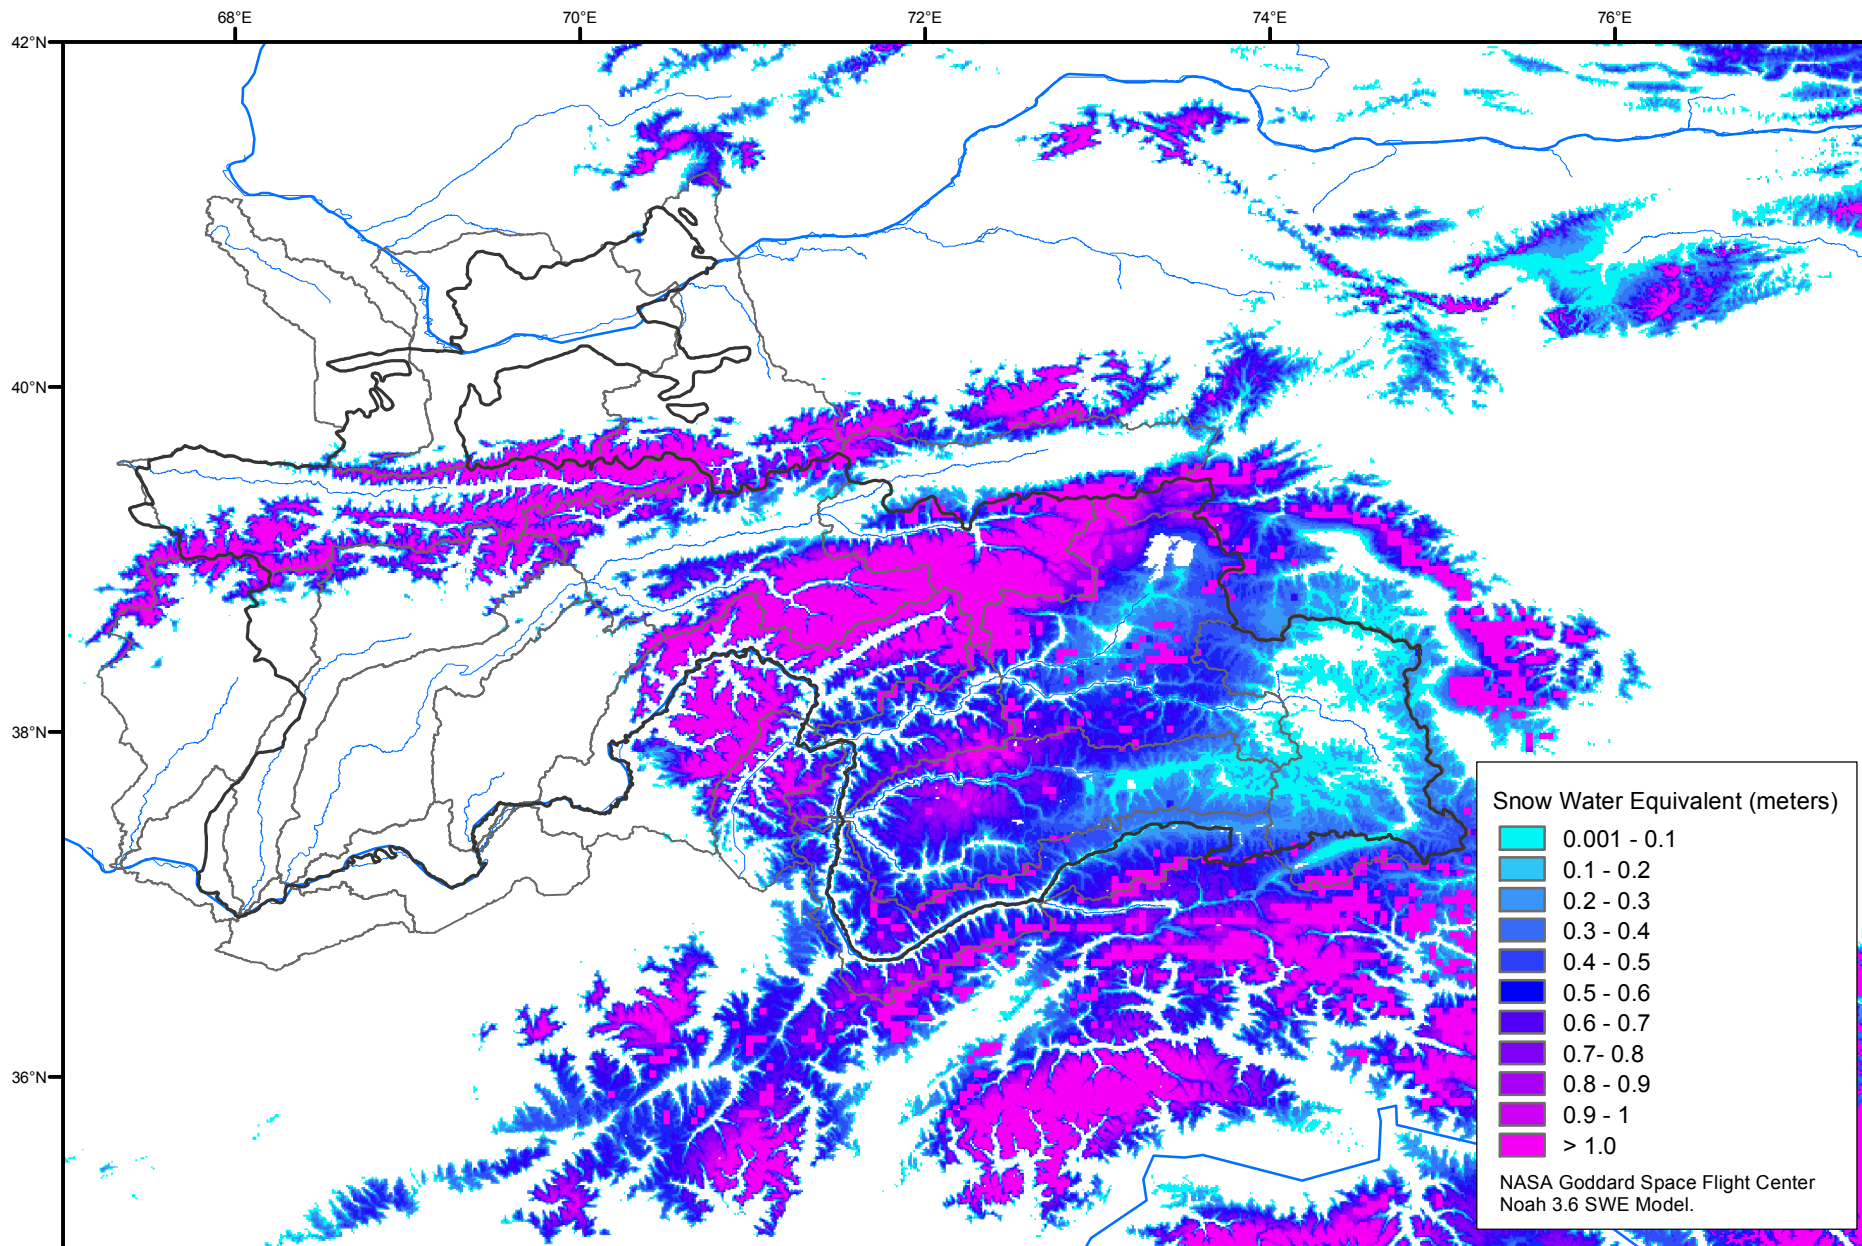 68°E
70°E
72°E
74°E
76°E
42°N
40°N
38°N
36°N
Snow Water Equivalent (meters)
0.001 - 0.1
0.1 - 0.2
0.2 - 0.3
0.3 - 0.4
0.4 - 0.5
0.5 - 0.6
0.6 - 0.7
0.7- 0.8
0.8 - 0.9
0.9 - 1
> 1.0
NASA Goddard Space Flight Center
Noah 3.6 SWE Model.